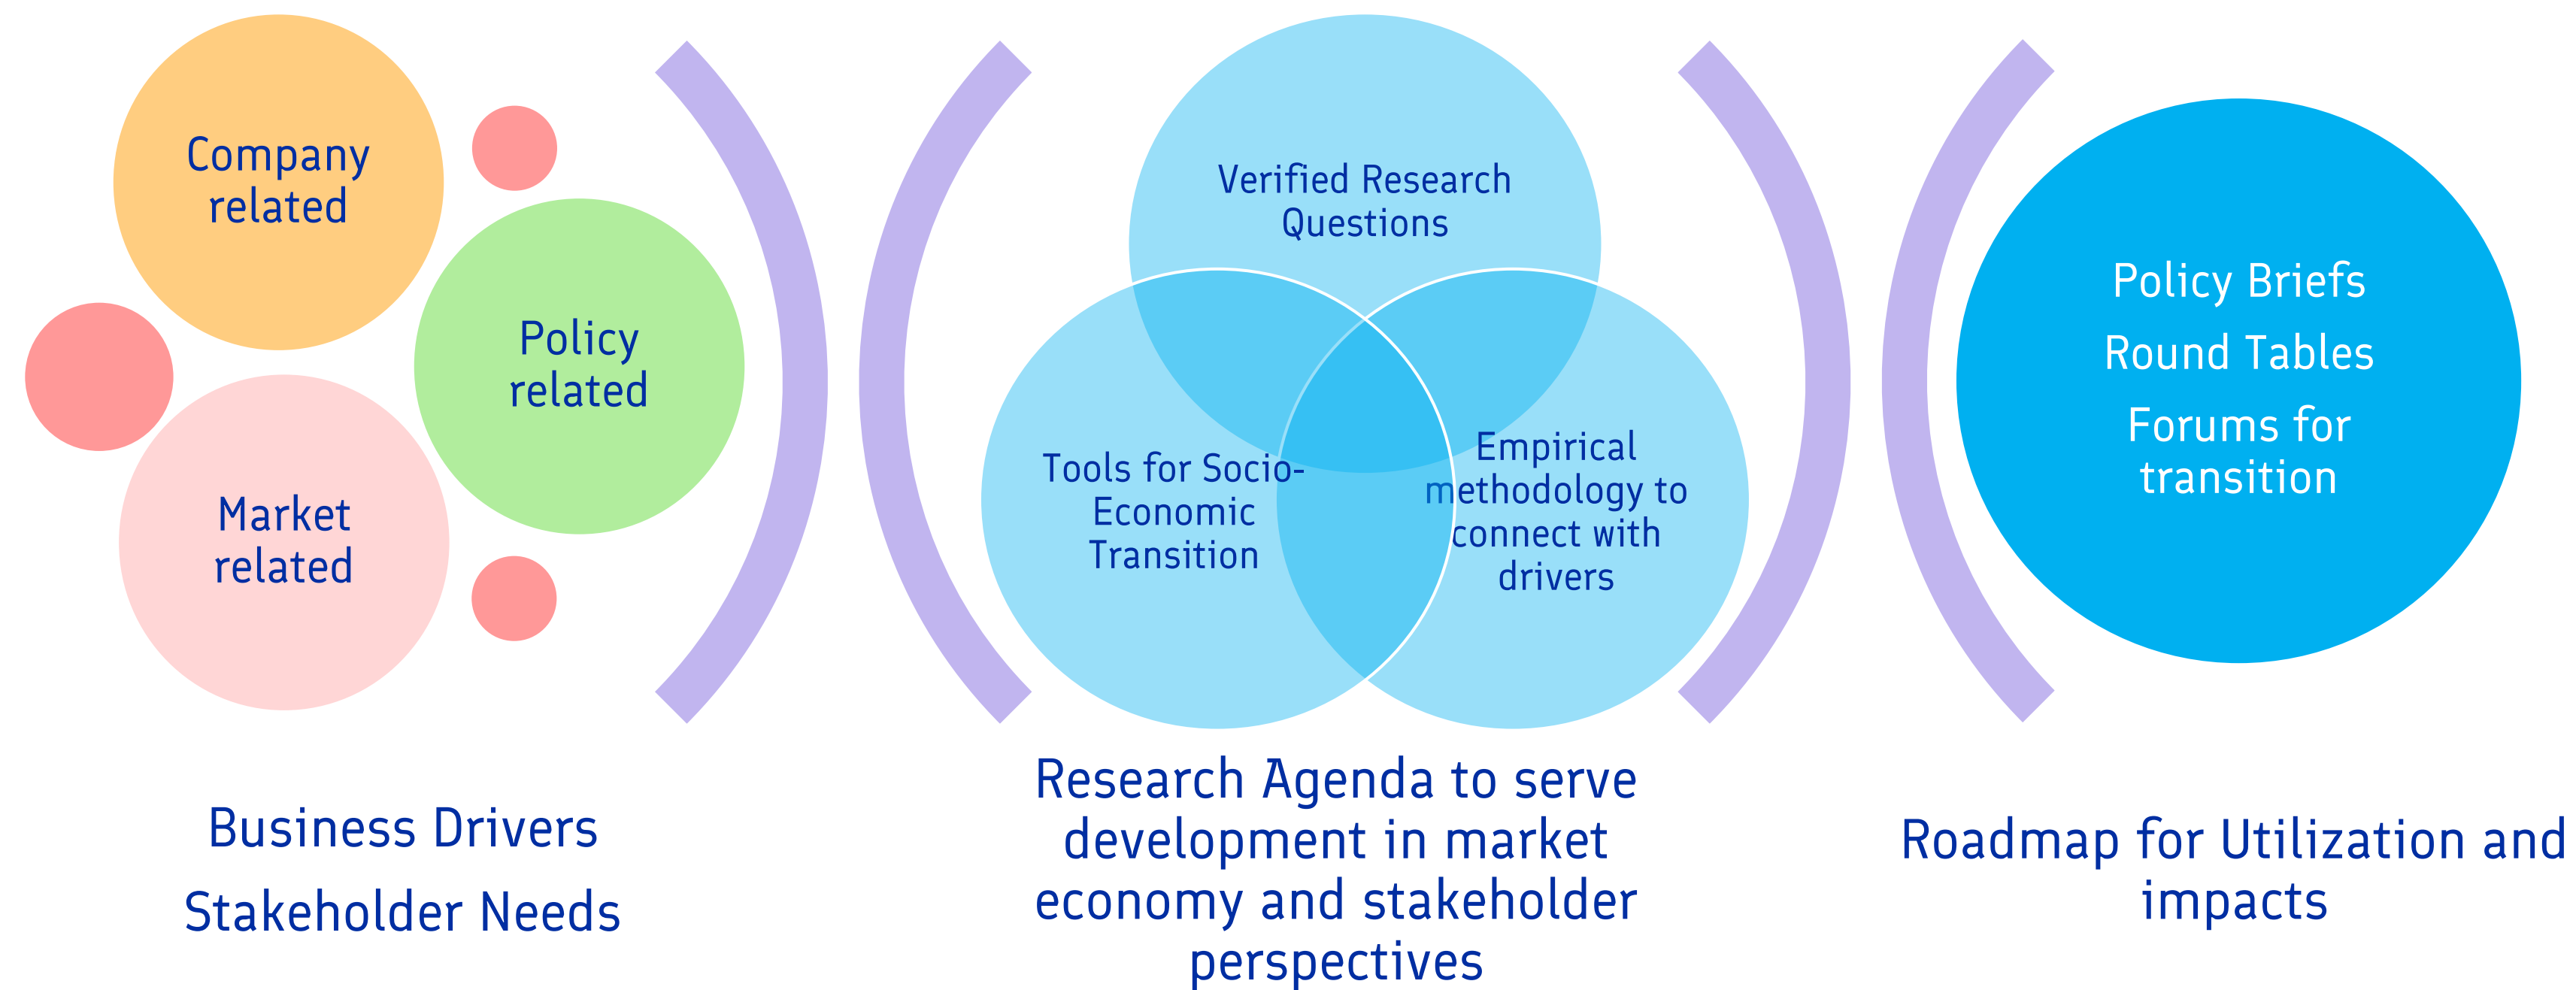 Company
related
Policy
related
Market
related
Business Drivers
Stakeholder Needs
Verified Research
Questions
Tools for Socio-
Economic
Transition
Empirical
methodology to
connect with
drivers
Research Agenda to serve
development in market
economy and stakeholder
perspectives
Policy Briefs
Round Tables
Forums for
transition
Roadmap for Utilization and
impacts